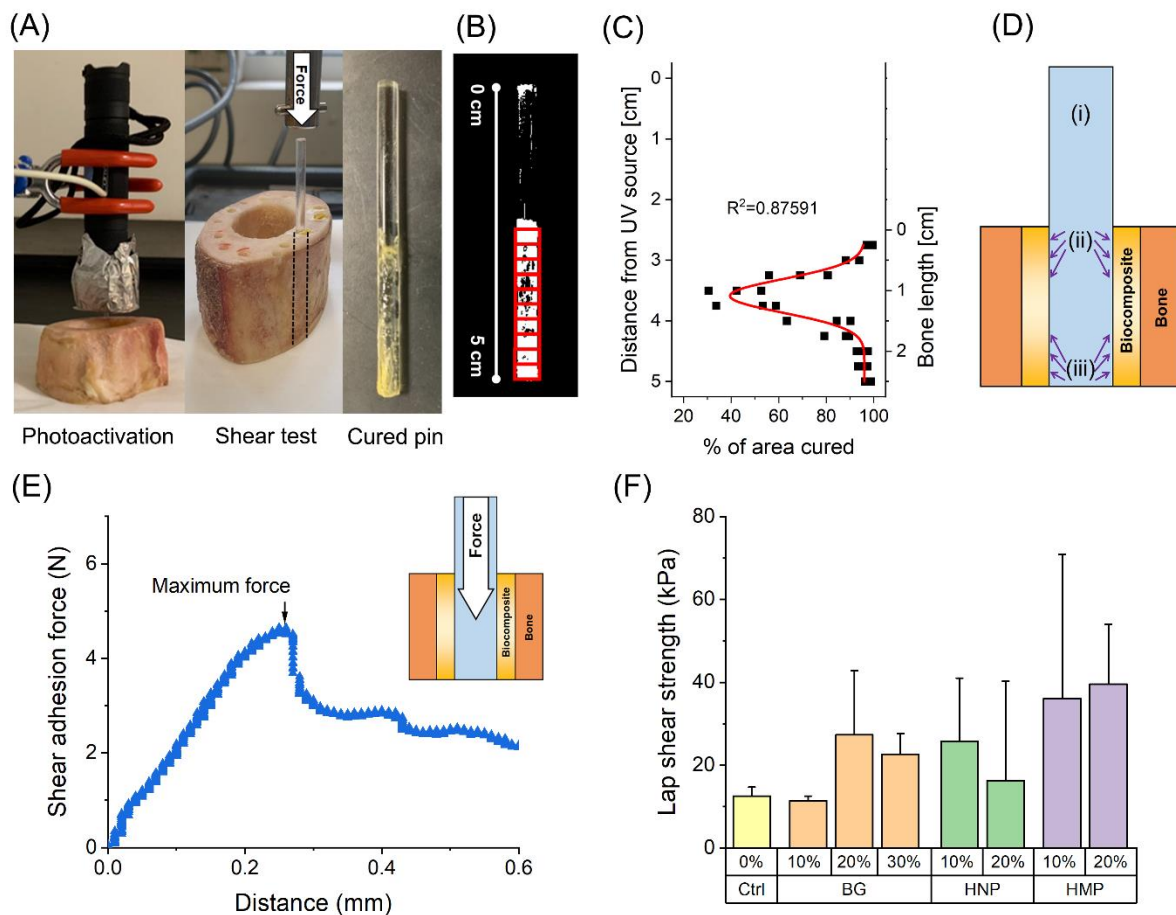 (A)
Force
Photoactivation
Shear test
Cured pin
(B)
0 cm
5 cm
(C)
Distance from UV source [cm]
0
1
2
3
4
5
R²=0.87591
0
1
2
Bone length [cm]
20 40 60 80 100
% of area cured
(D)
(i)
(ii)
(iii)
Biocomposite
Bone
(E)
Shear adhesion force (N)
6
4
2
0
Maximum force
Force
Biocomposite
Bone
0.0 0.2 0.4 0.6
Distance (mm)
(F)
Lap shear strength (kPa)
80
60
40
20
0
0% 10% 20% 30% 10% 20% 10% 20%
Ctrl BG HNP HMP